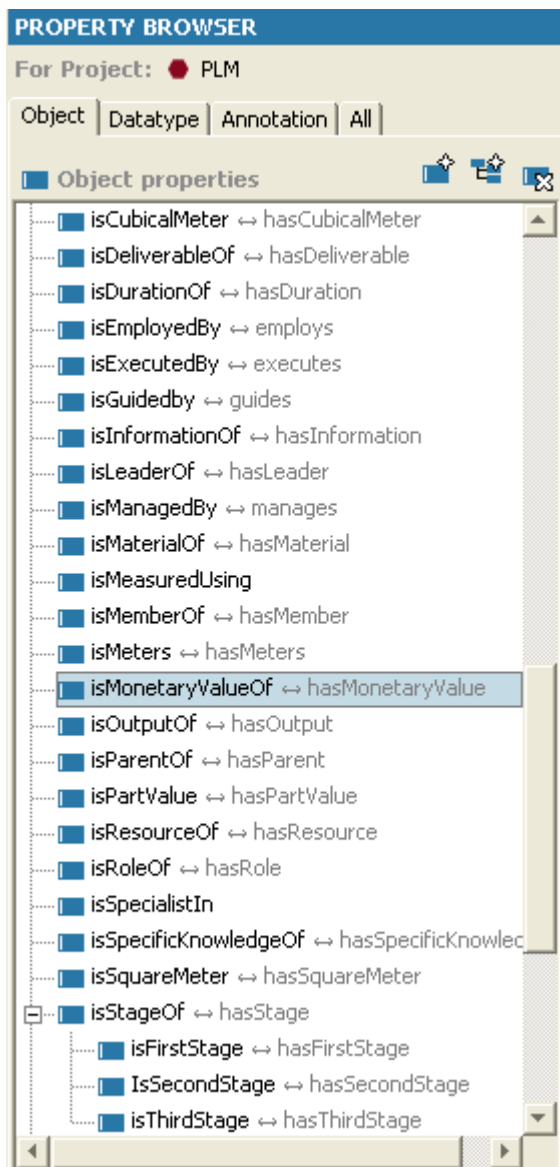 PROPERTY BROWSER
For Project: PLM
Object Datatype Annotation All
Object properties
isCubicalMeter ↔ hasCubicalMeter
isDeliverableOf ↔ hasDeliverable
isDurationOf ↔ hasDuration
isEmployedBy ↔ employs
isExecutedBy ↔ executes
isGuidedby ↔ guides
isInformationOf ↔ hasInformation
isLeaderOf ↔ hasLeader
isManagedBy ↔ manages
isMaterialOf ↔ hasMaterial
isMeasuredUsing
isMemberOf ↔ hasMember
isMeters ↔ hasMeters
isMonetaryValueOf ↔ hasMonetaryValue
isOutputOf ↔ hasOutput
isParentOf ↔ hasParent
isPartValue ↔ hasPartValue
isResourceOf ↔ hasResource
isRoleOf ↔ hasRole
isSpecialistIn
isSpecificKnowledgeOf ↔ hasSpecificKnowlec
isSquareMeter ↔ hasSquareMeter
isStageOf ↔ hasStage
isFirstStage ↔ hasFirstStage
IsSecondStage ↔ hasSecondStage
isThirdStage ↔ hasThirdStage